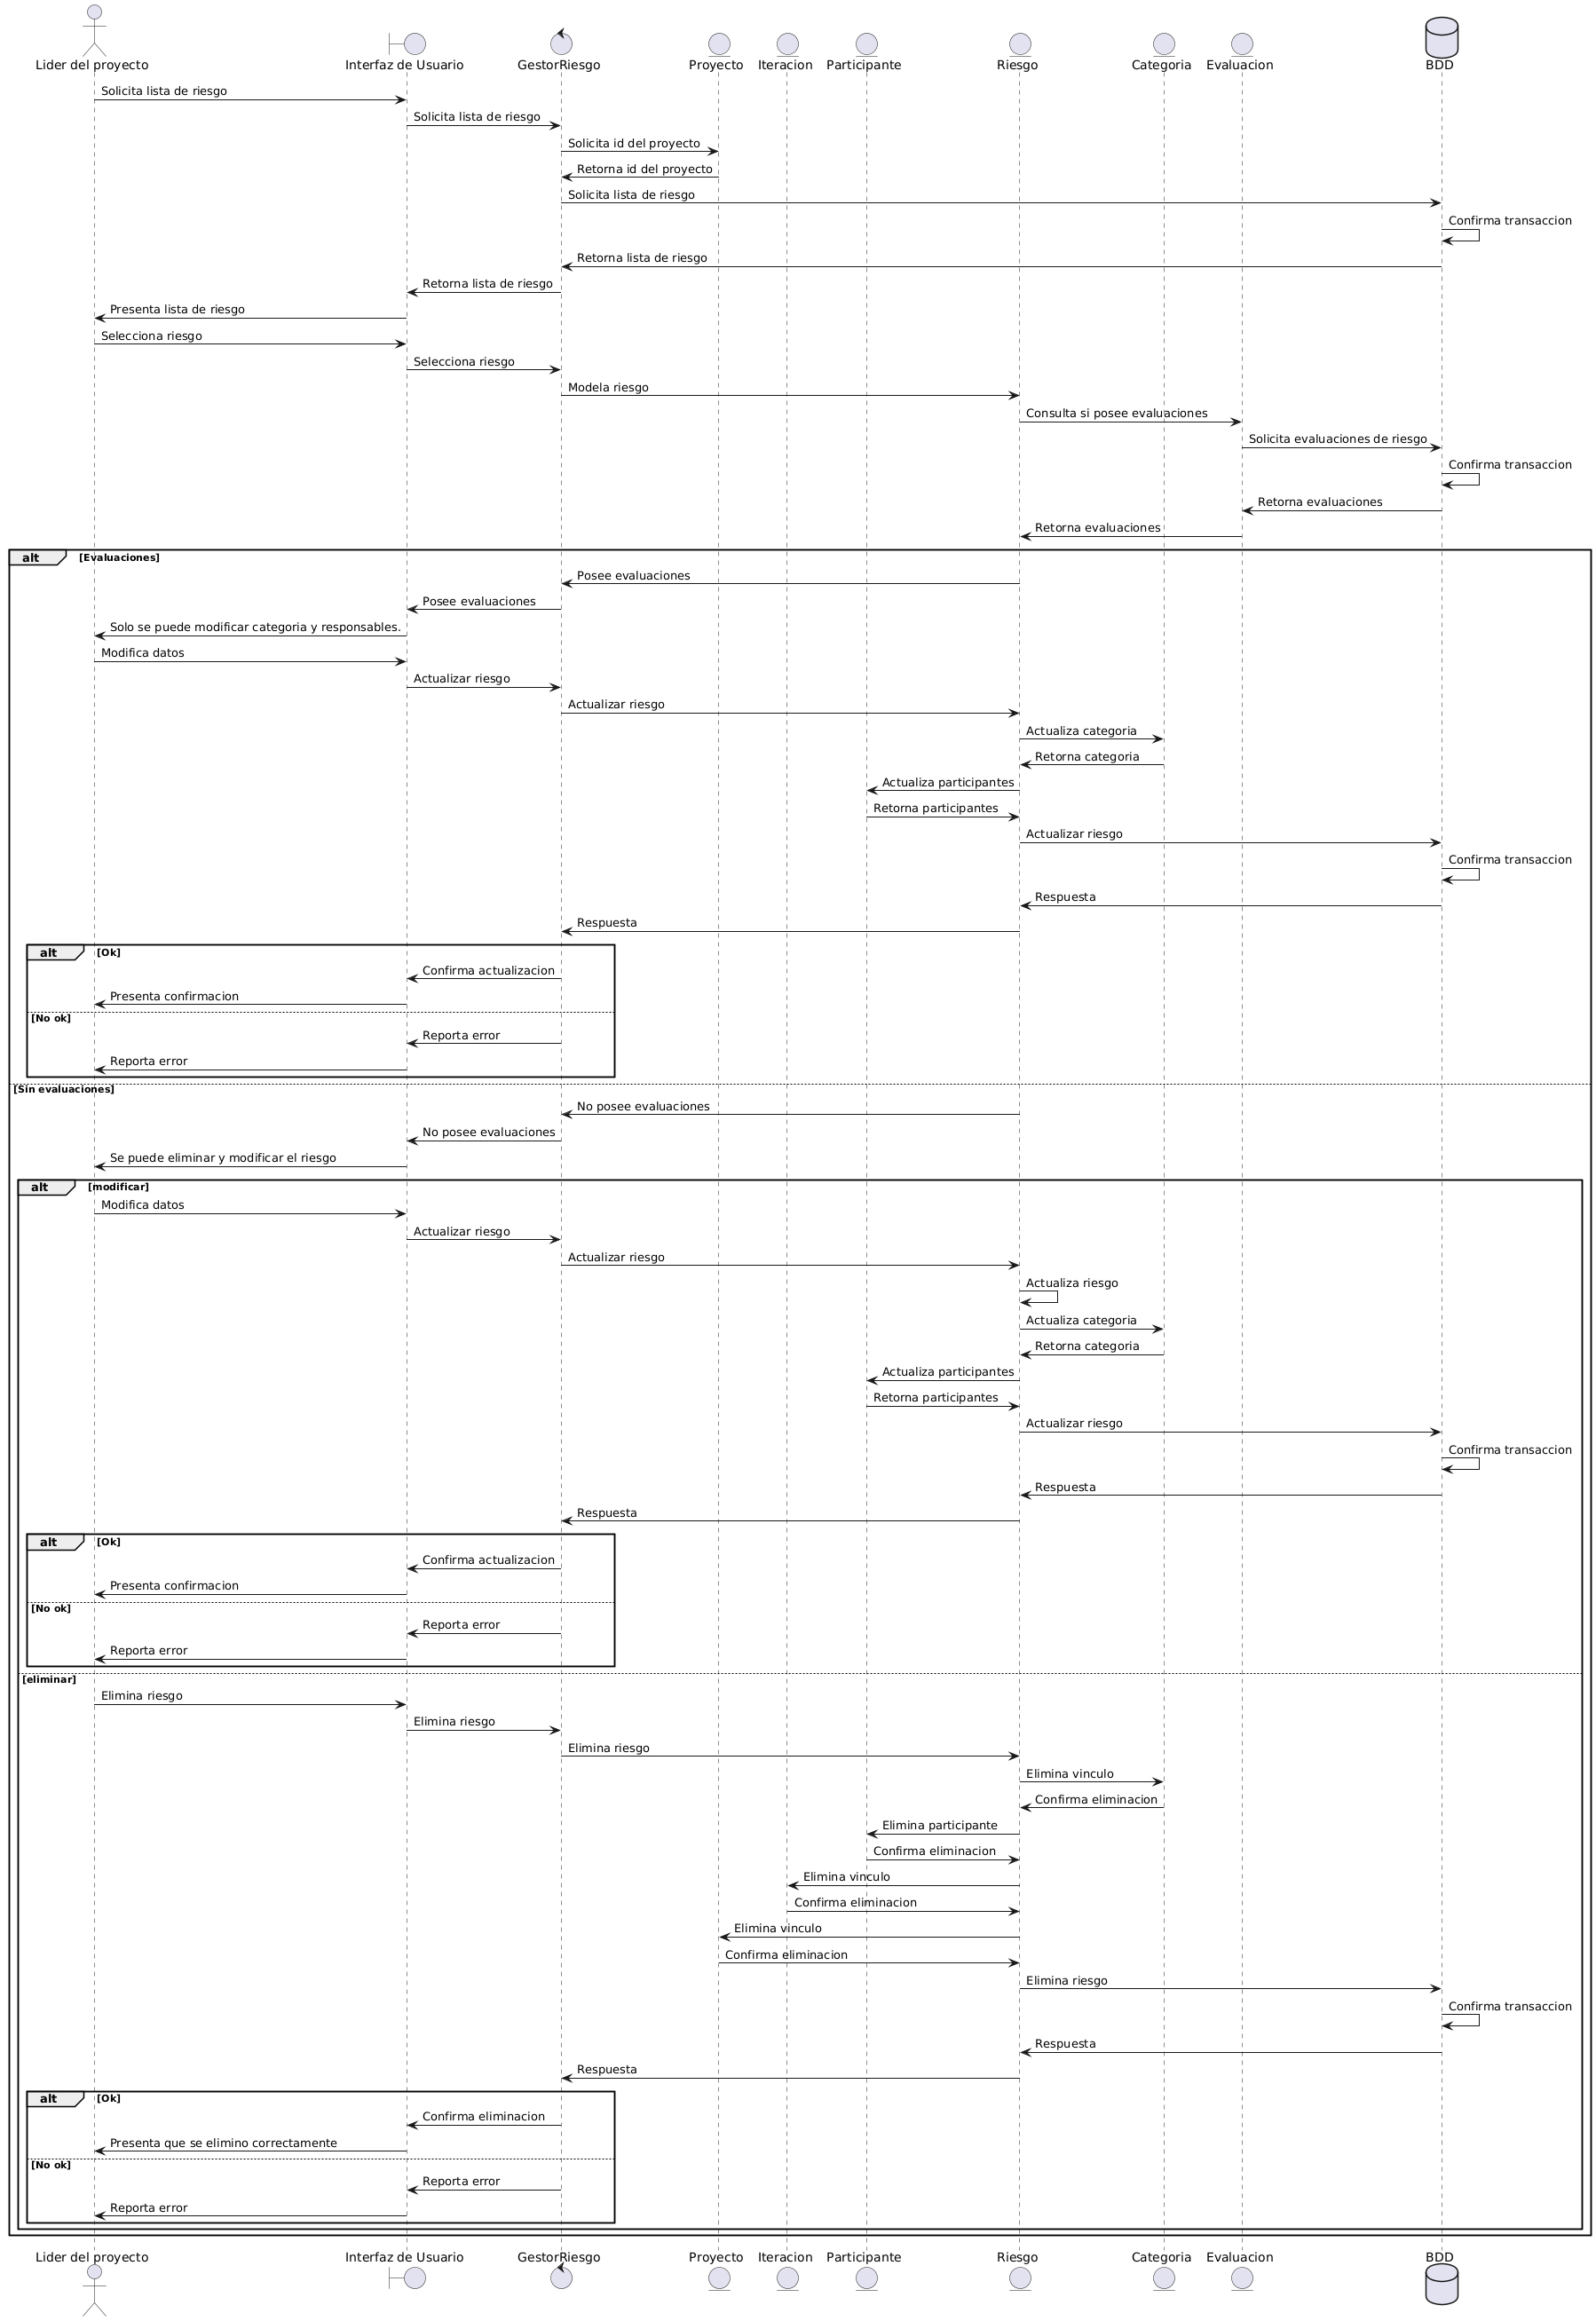 Lider del proyecto
Interfaz de Usuario
GestorRiesgo
Proyecto
Iteracion
Participante
Riesgo
Categoria
Evaluacion
BDD
Solicita lista de riesgo
Solicita lista de riesgo
Solicita id del proyecto
Retorna id del proyecto
Solicita lista de riesgo
Confirma transaccion
Retorna lista de riesgo
Retorna lista de riesgo
Presenta lista de riesgo
Selecciona riesgo
Selecciona riesgo
Modela riesgo
Consulta si posee evaluaciones
Solicita evaluaciones de riesgo
Confirma transaccion
Retorna evaluaciones
Retorna evaluaciones
alt [Evaluaciones]
Posee evaluaciones
Posee evaluaciones
Solo se puede modificar categoria y responsables.
Modifica datos
Actualizar riesgo
Actualizar riesgo
Actualiza categoria
Retorna categoria
Actualiza participantes
Retorna participantes
Actualizar riesgo
Confirma transaccion
Respuesta
Respuesta
alt [Ok]
Confirma actualizacion
Presenta confirmacion
[No ok]
Reporta error
Reporta error
[Sin evaluaciones]
No posee evaluaciones
No posee evaluaciones
Se puede eliminar y modificar el riesgo
alt [modificar]
Modifica datos
Actualizar riesgo
Actualizar riesgo
Actualiza riesgo
Actualiza categoria
Retorna categoria
Actualiza participantes
Retorna participantes
Actualizar riesgo
Confirma transaccion
Respuesta
Respuesta
alt [Ok]
Confirma actualizacion
Presenta confirmacion
[No ok]
Reporta error
Reporta error
[eliminar]
Elimina riesgo
Elimina riesgo
Elimina riesgo
Elimina vinculo
Confirma eliminacion
Elimina participante
Confirma eliminacion
Elimina vinculo
Confirma eliminacion
Elimina vinculo
Confirma eliminacion
Elimina riesgo
Confirma transaccion
Respuesta
Respuesta
alt [Ok]
Confirma eliminacion
Presenta que se elimino correctamente
[No ok]
Reporta error
Reporta error
Lider del proyecto
Interfaz de Usuario
GestorRiesgo
Proyecto
Iteracion
Participante
Riesgo
Categoria
Evaluacion
BDD